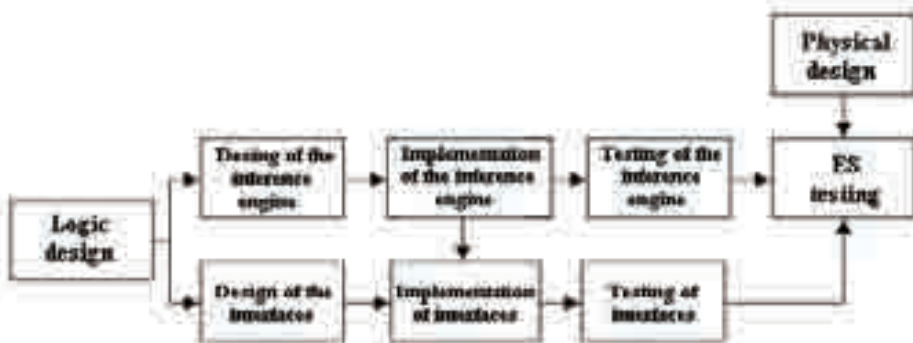 Physical
design
Desing of the
inference
engine
Implementation
of the inference
engine
Testing of the
inference
engine
ES
testing
Logic
design
Design of the
interfaces
Implementation
of interfaces
Testing of
interfaces